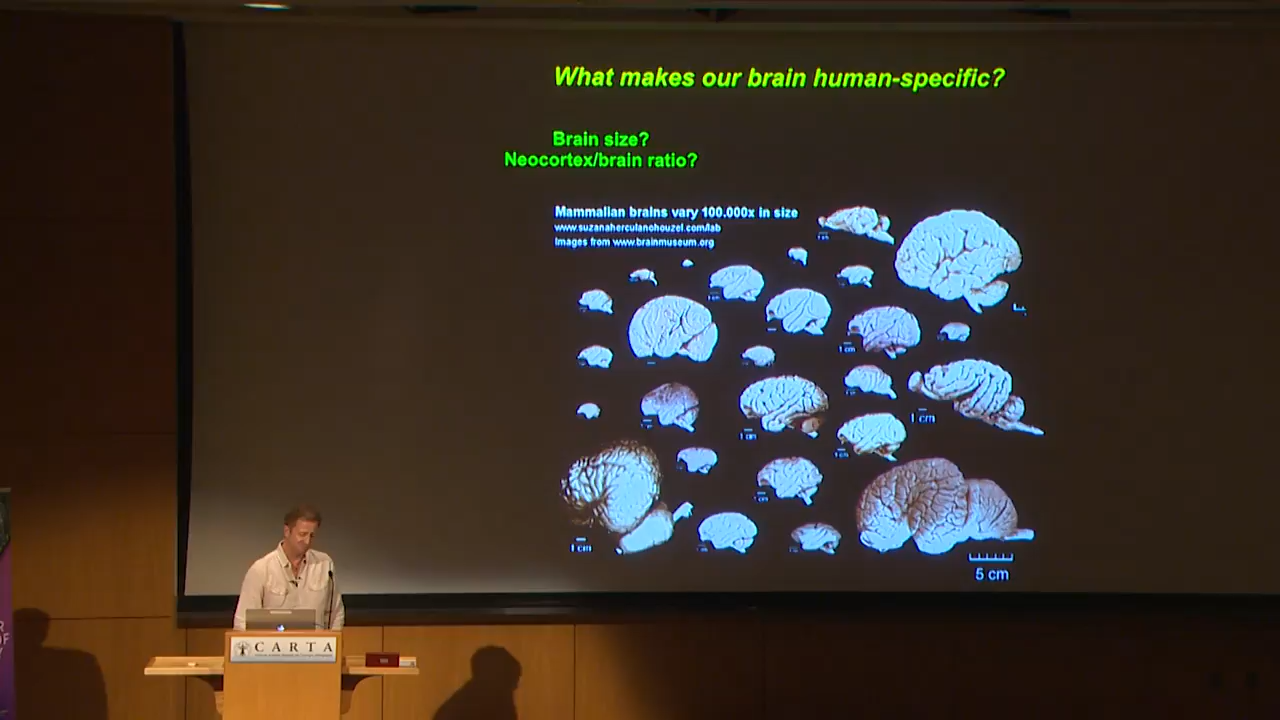 What makes our brain human-specific?
Brain size?
Neocortex/brain ratio?
Mammalian brains vary 100.000x in size
www.suzanaherculanohouzel.com/lab
Images from www.brainmuseum.org
1 cm
1 cm
1 cm
1 cm
5 cm
CARTA